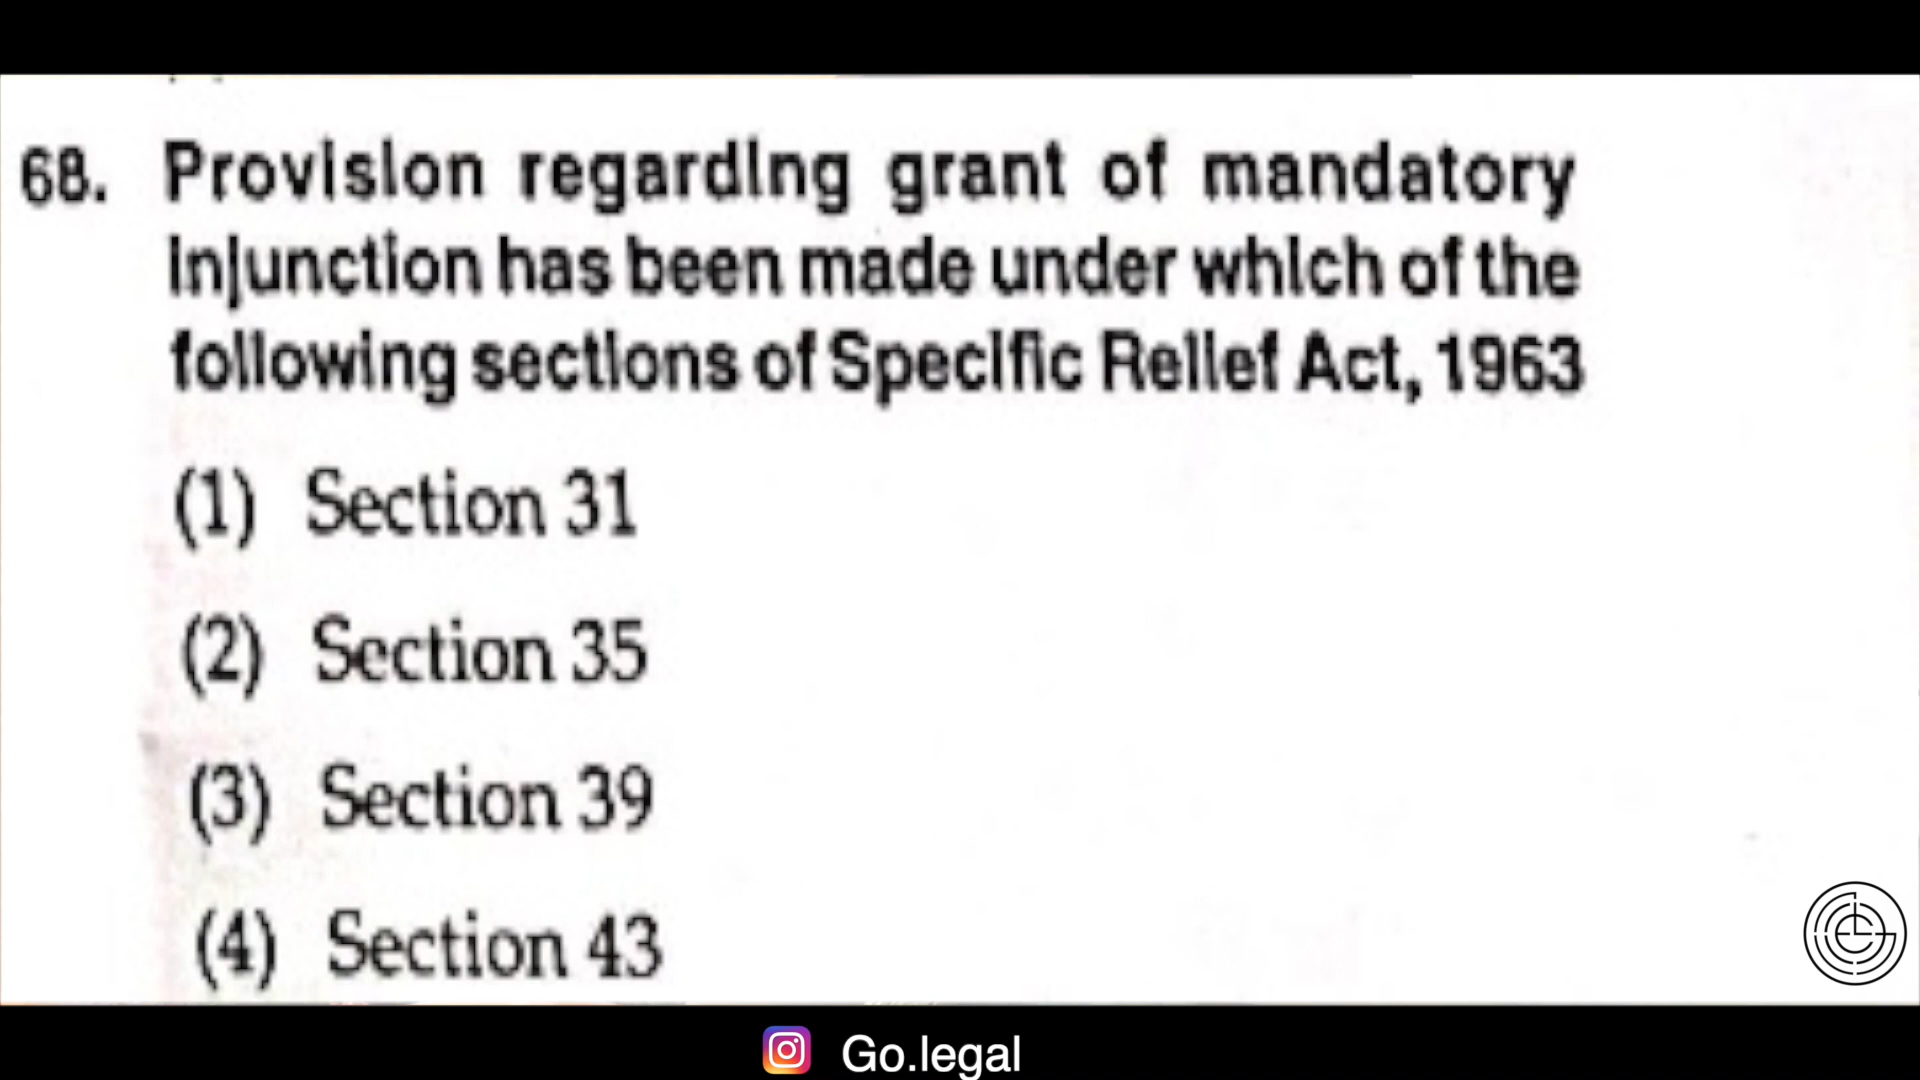 68. Provision regarding grant of mandatory
injunction has been made under which of the
following sections of Specific Relief Act, 1963
(1) Section 31
(2) Section 35
(3) Section 39
(4) Section 43
Go.legal